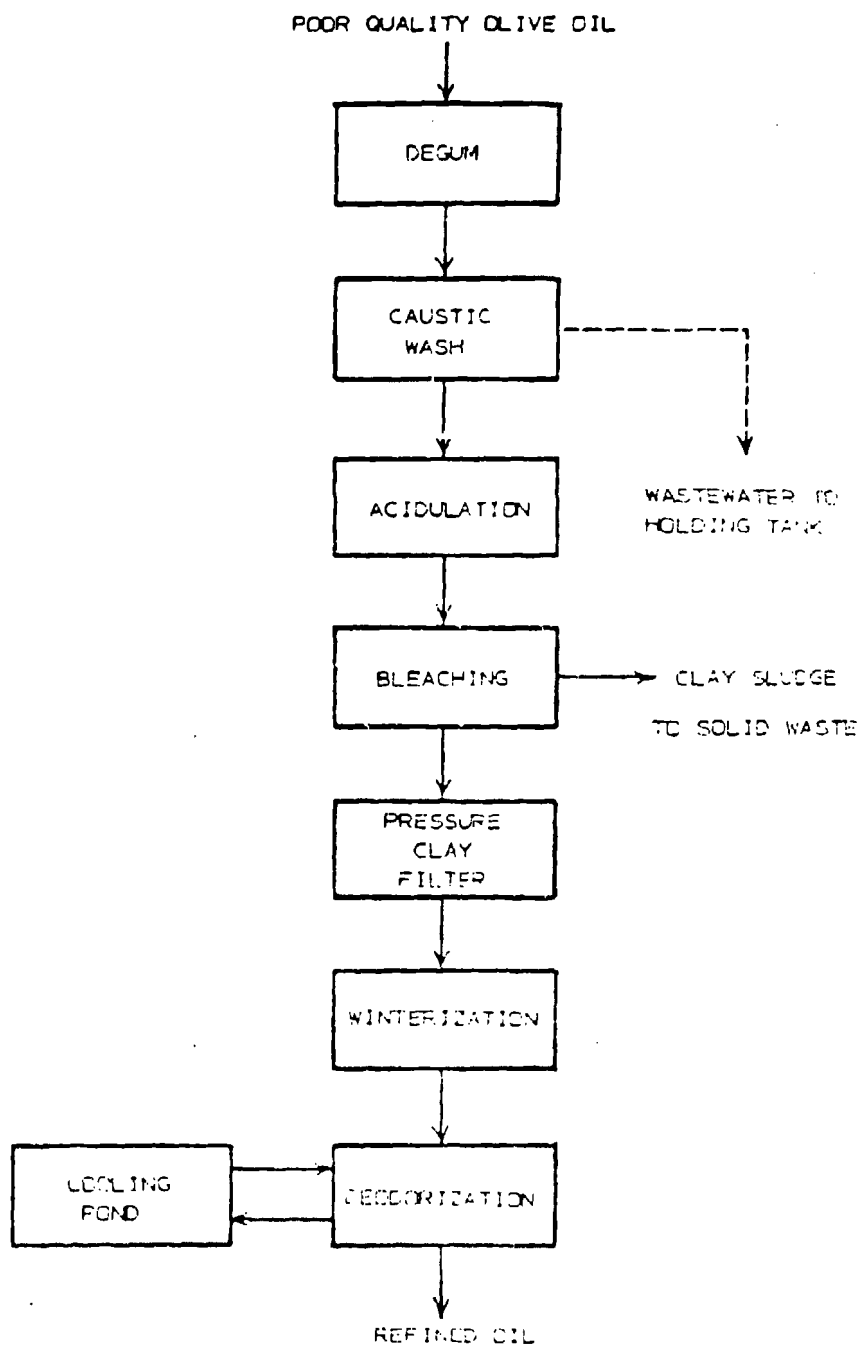 POOR QUALITY OLIVE OIL
DEGUM
CAUSTIC
WASH
WASTEWATER TO
HOLDING TANK
ACIDULATION
BLEACHING
CLAY SLUDGE
TO SOLID WASTE
PRESSURE
CLAY
FILTER
WINTERIZATION
COOLING
POND
DEODORIZATION
REFINED OIL